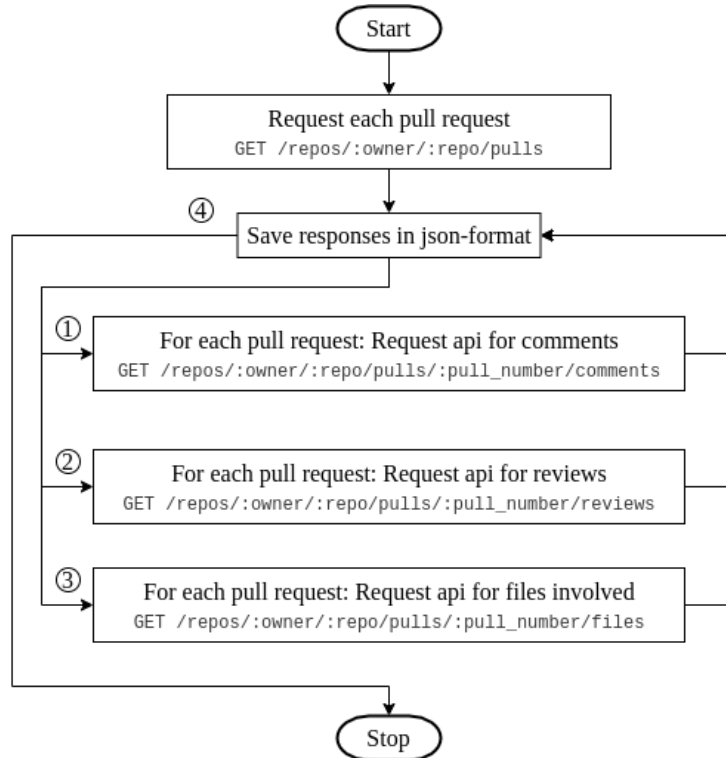 Start
Request each pull request
GET /repos/:owner/:repo/pulls
④
Save responses in json-format
①
For each pull request: Request api for comments
GET /repos/:owner/:repo/pulls/:pull_number/comments
②
For each pull request: Request api for reviews
GET /repos/:owner/:repo/pulls/:pull_number/reviews
③
For each pull request: Request api for files involved
GET /repos/:owner/:repo/pulls/:pull_number/files
Stop